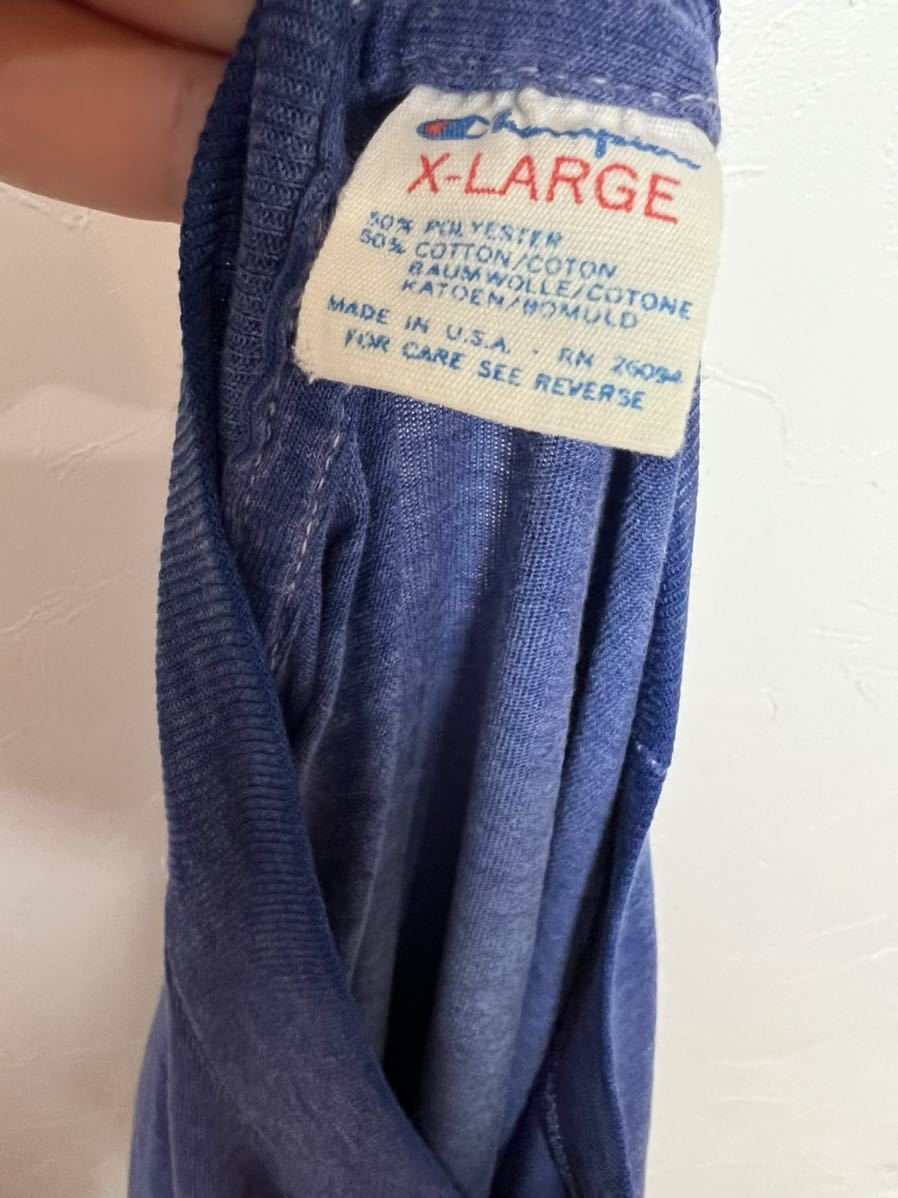 Champion
X-LARGE
50% POLYESTER
50% COTTON/COTON
BAUMWOLLE/COTONE
KATOEN/BOMULD
MADE IN U.S.A. - RN 26094
FOR CARE SEE REVERSE